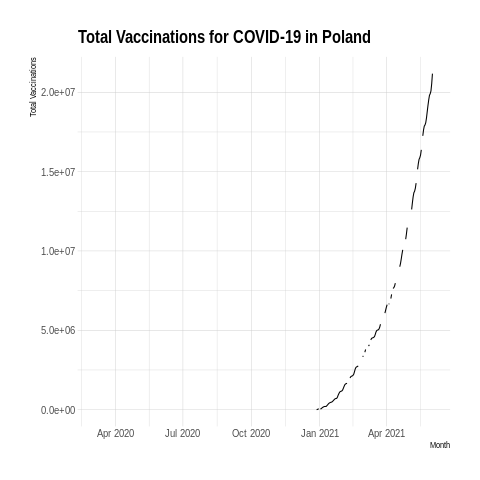 Total Vaccinations for COVID-19 in Poland
Total Vaccinations
2.0e+07
1.5e+07
1.0e+07
5.0e+06
0.0e+00
Apr 2020 Jul 2020 Oct 2020 Jan 2021 Apr 2021
Month